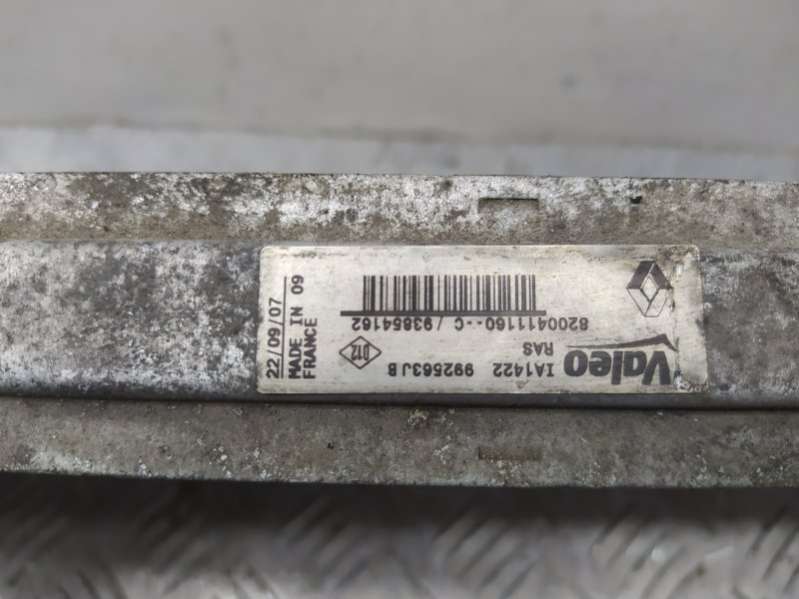 Valeo
RAS
IA1422
992563J B
D12
8200411160--C / 93854162
22/09/07
MADE IN 09
FRANCE